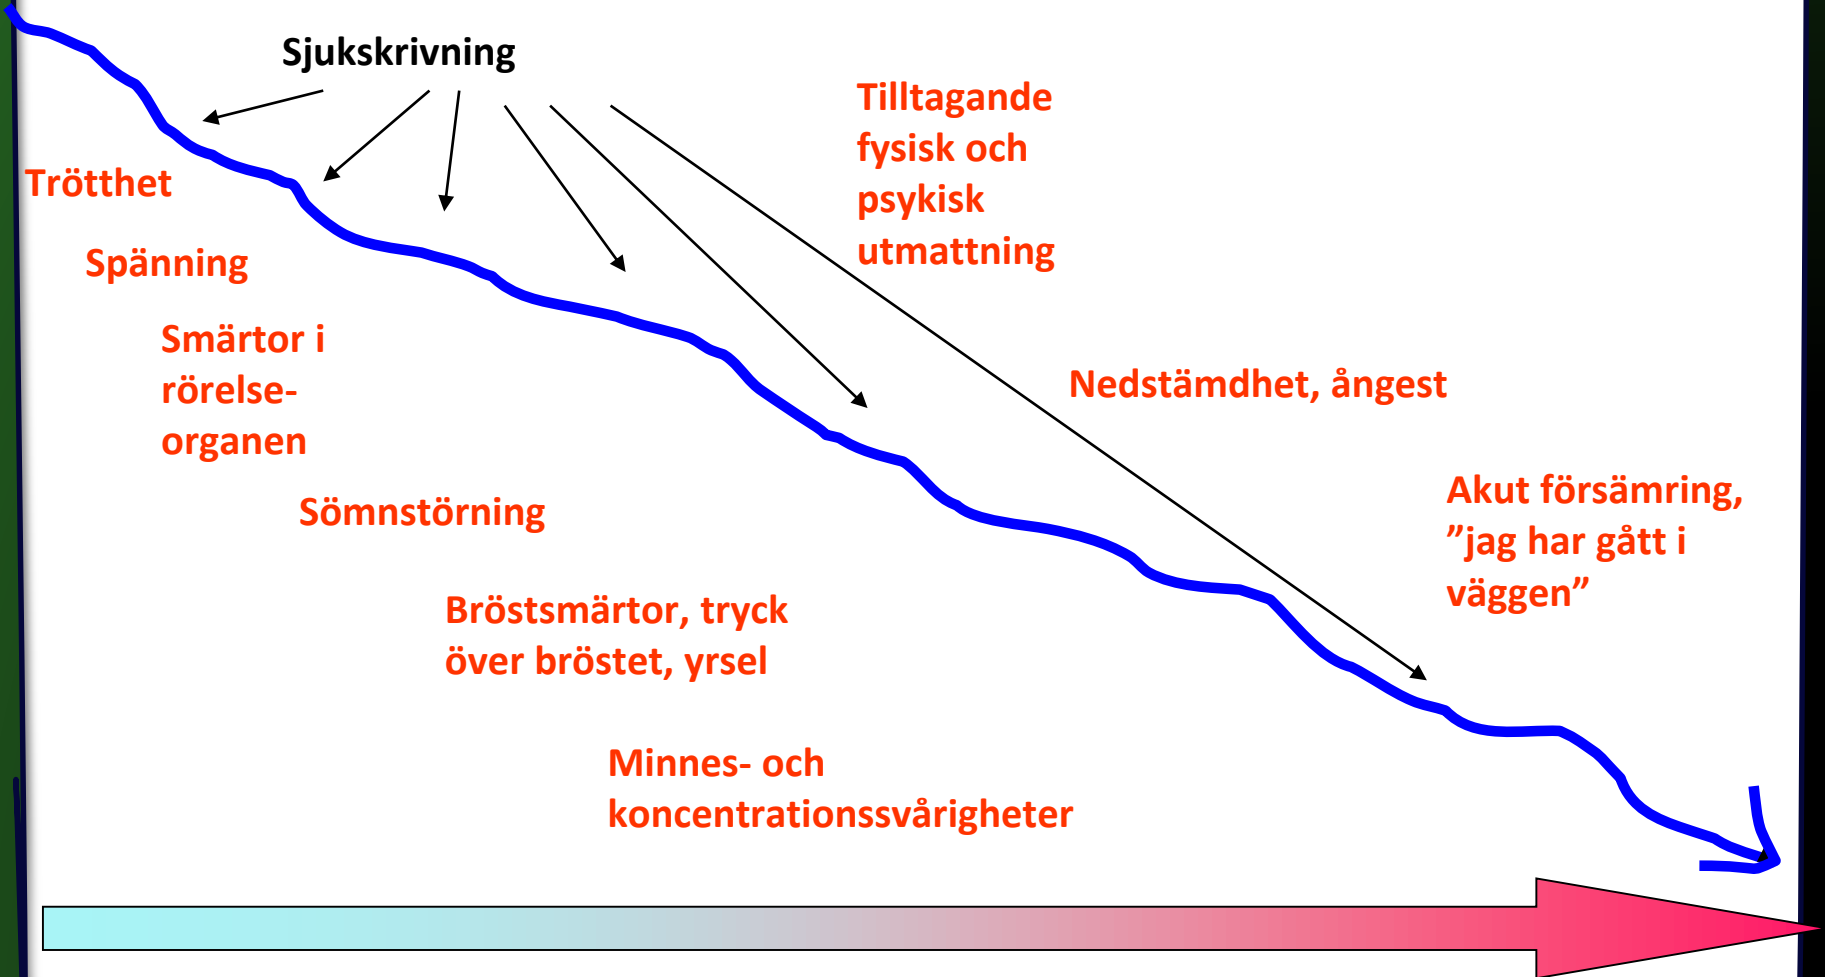 Sjukskrivning
Tilltagande
fysisk och
psykisk
utmattning
Trötthet
Spänning
Smärtor i
rörelse-
organen
Nedstämdhet, ångest
Akut försämring,
”jag har gått i
väggen”
Sömnstörning
Bröstsmärtor, tryck
över bröstet, yrsel
Minnes- och
koncentrationssvårigheter